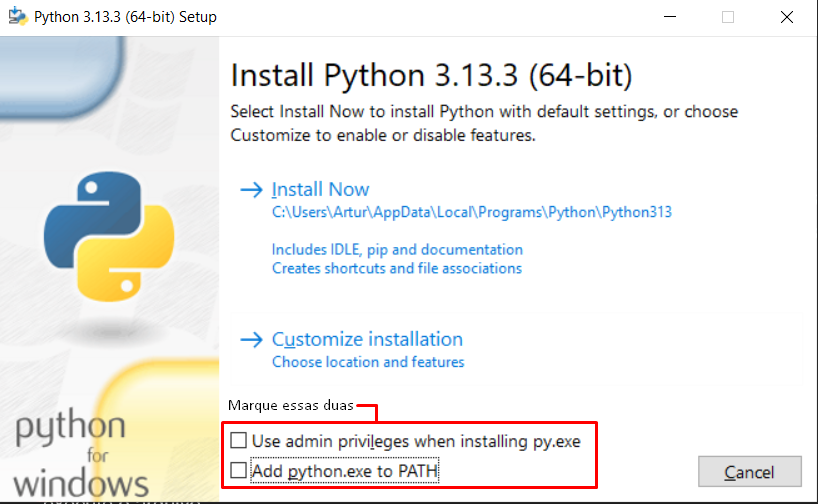 Python 3.13.3 (64-bit) Setup
Install Python 3.13.3 (64-bit)
Select Install Now to install Python with default settings, or choose
Customize to enable or disable features.
Install Now
C:\Users\Artur\AppData\Local\Programs\Python\Python313
Includes IDLE, pip and documentation
Creates shortcuts and file associations
Customize installation
Choose location and features
Marque essas duas
Use admin privileges when installing py.exe
Add python.exe to PATH
Cancel
python
for
windows